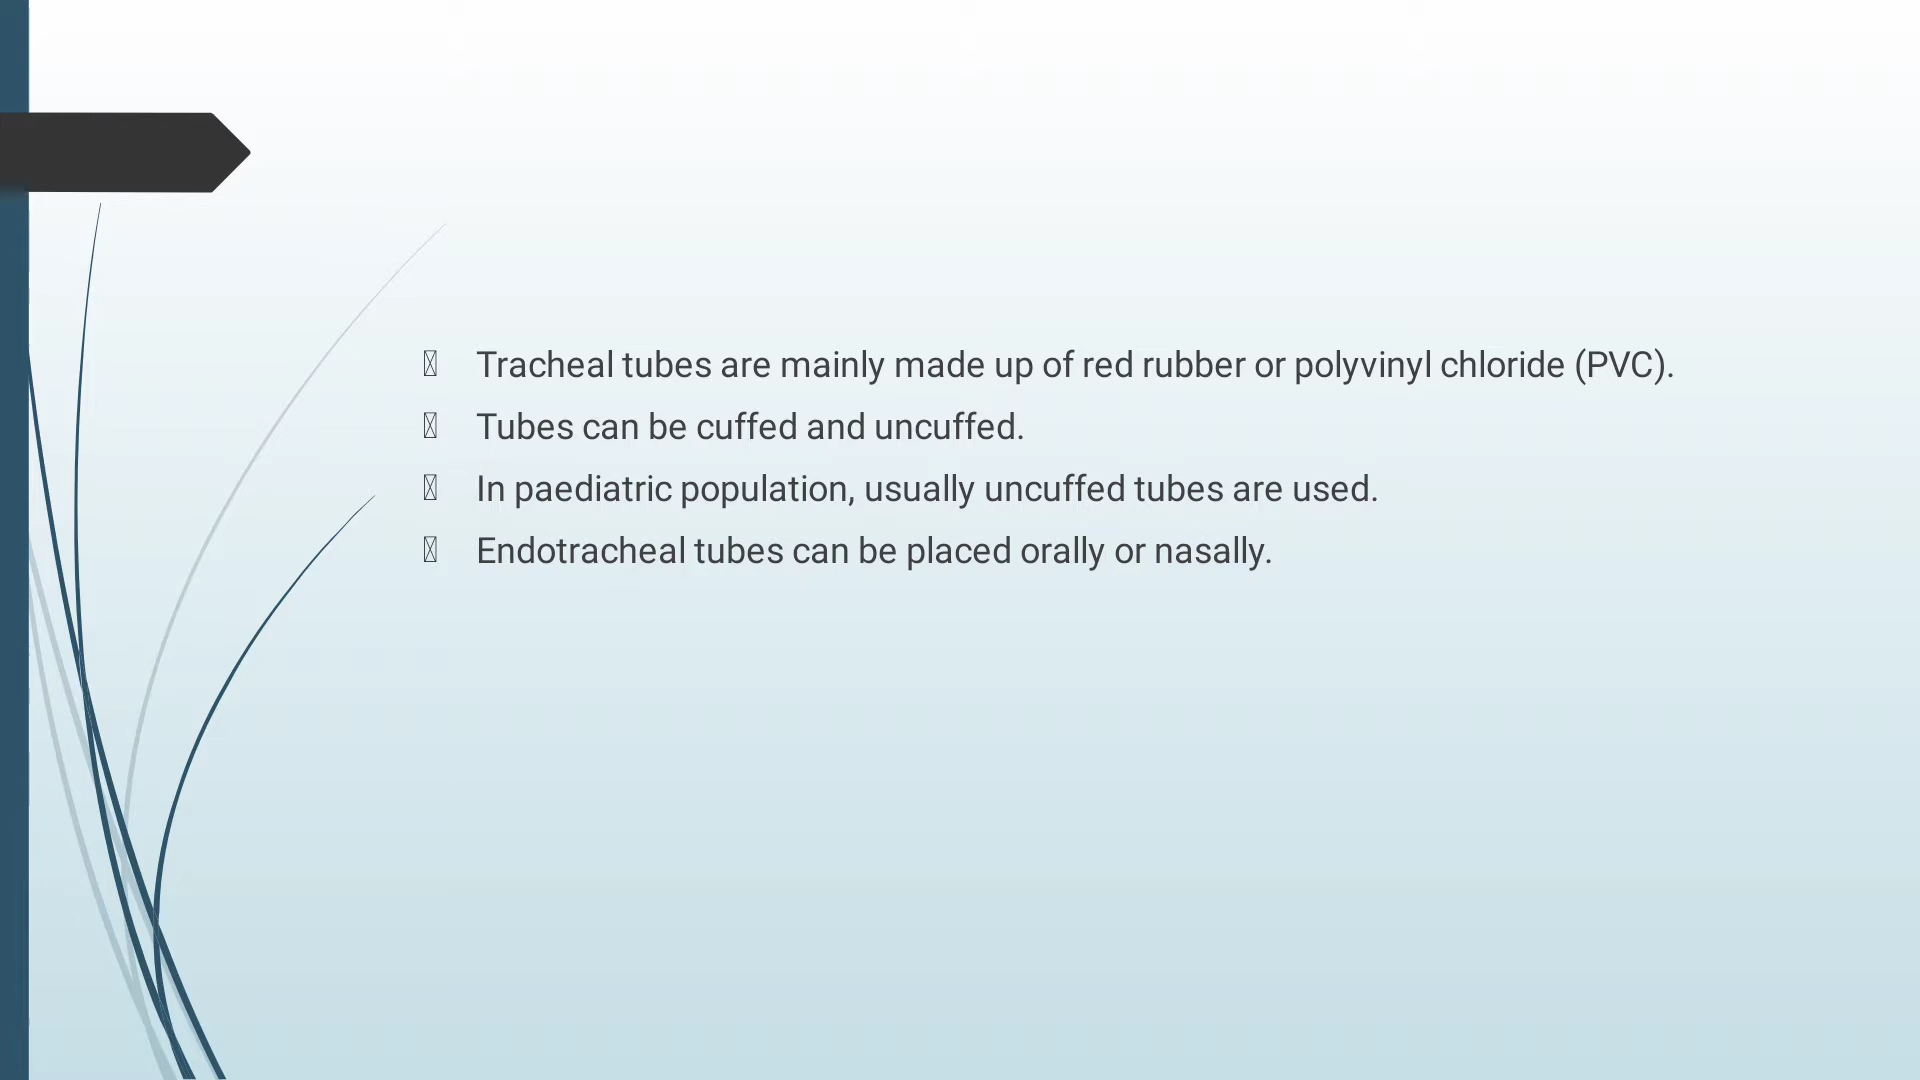 Tracheal tubes are mainly made up of red rubber or polyvinyl chloride (PVC).
Tubes can be cuffed and uncuffed.
In paediatric population, usually uncuffed tubes are used.
Endotracheal tubes can be placed orally or nasally.